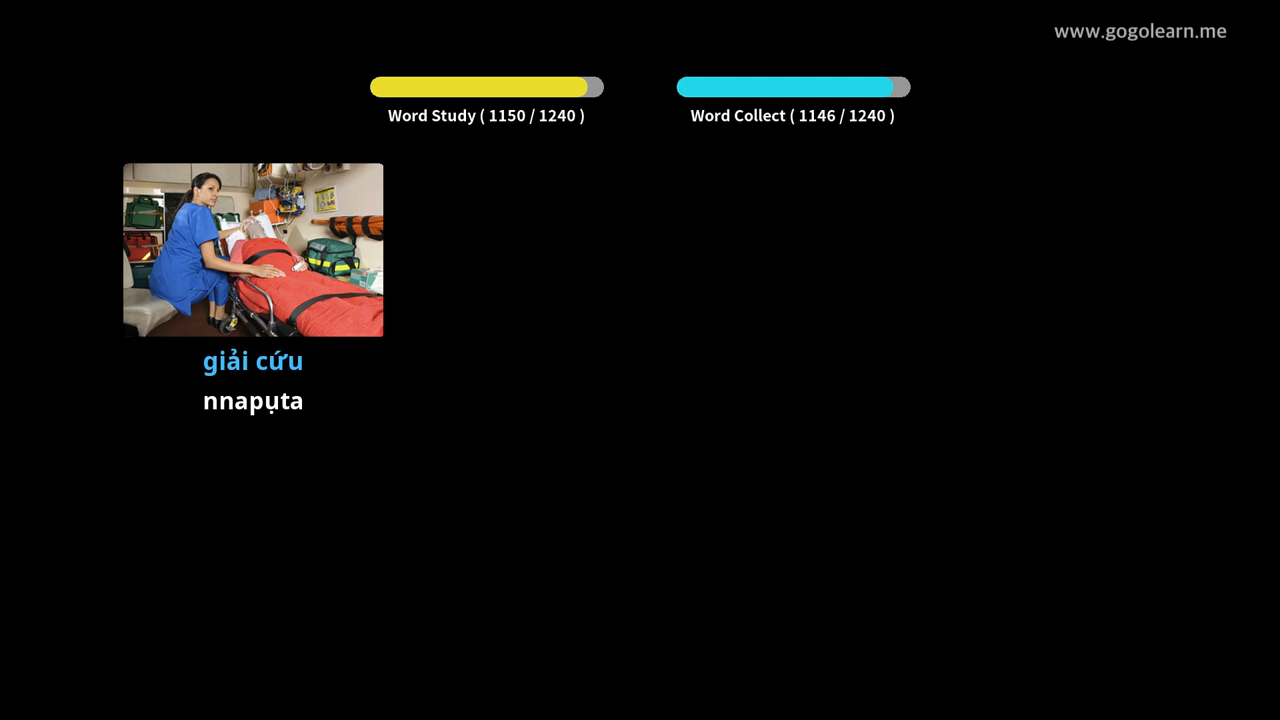 www.gogolearn.me
Word Study ( 1150 / 1240 )
Word Collect ( 1146 / 1240 )
giải cứu
nnapụta